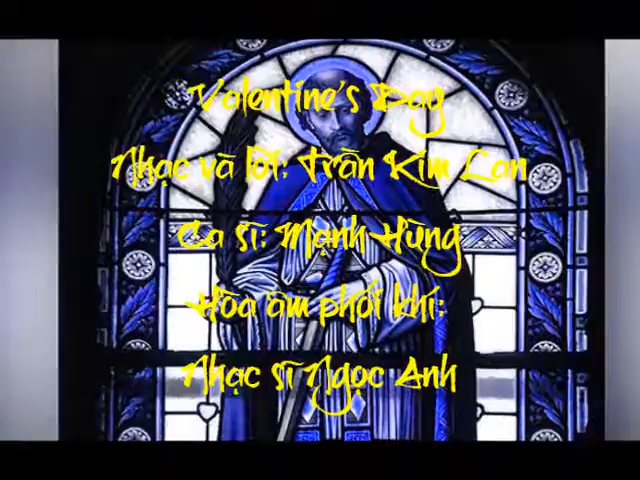 Valentine's Day
Nhạc và lời: Trần Kim Lan
Ca sĩ: Mạnh Hùng
Hòa âm phối khí:
Nhạc sĩ Ngọc Anh